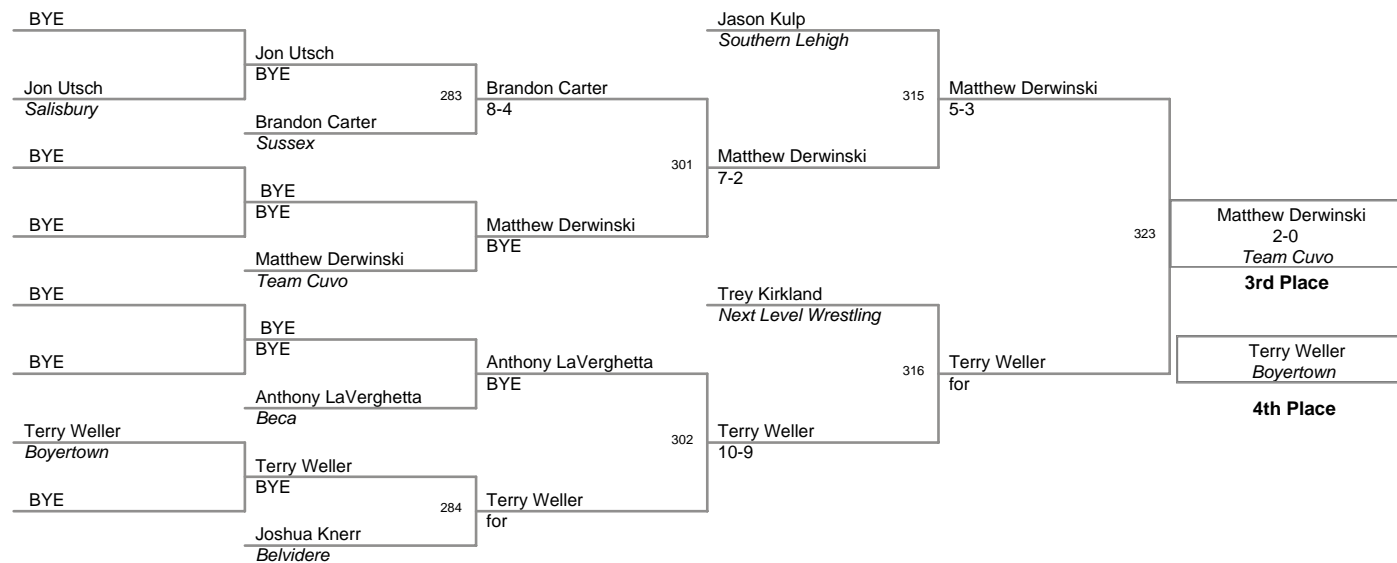 BYE
Jon Utsch
Salisbury
BYE
BYE
BYE
BYE
Terry Weller
Boyertown
BYE
Jon Utsch
BYE
283
Brandon Carter
Sussex
BYE
BYE
Matthew Derwinski
Team Cuvo
BYE
BYE
Anthony LaVerghetta
Beca
Terry Weller
BYE
284
Joshua Knerr
Belvidere
Brandon Carter
8-4
301
Matthew Derwinski
BYE
Anthony LaVerghetta
BYE
302
Terry Weller
for
Jason Kulp
Southern Lehigh
315
Matthew Derwinski
7-2
Trey Kirkland
Next Level Wrestling
316
Terry Weller
10-9
Matthew Derwinski
5-3
323
Terry Weller
for
Matthew Derwinski
2-0
Team Cuvo
3rd Place
Terry Weller
Boyertown
4th Place